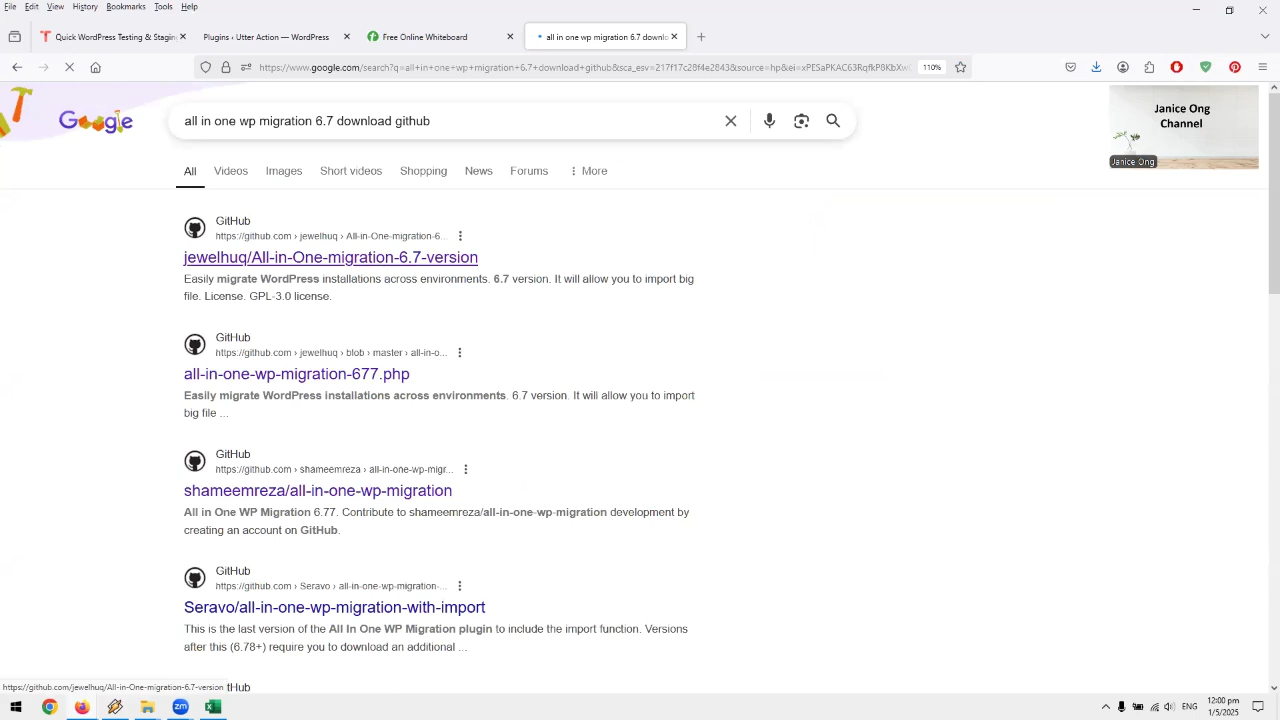 File Edit View History Bookmarks Tools Help
Quick WordPress Testing & Staging
Plugins ‹ Utter Action — WordPress
Free Online Whiteboard
all in one wp migration 6.7 downlo
https://www.google.com/search?q=all+in+one+wp+migration+6.7+download+github&sca_esv=217f17c28f4e2843&source=hp&ei=xPESaPKAC63RqfkP8KbXw
110%
Google
all in one wp migration 6.7 download github
Janice Ong
Channel
Janice Ong
All Videos Images Short videos Shopping News Forums More
GitHub
https://github.com › jewelhuq › All-in-One-migration-6...
jewelhuq/All-in-One-migration-6.7-version
Easily migrate WordPress installations across environments. 6.7 version. It will allow you to import big
file. License. GPL-3.0 license.
GitHub
https://github.com › jewelhuq › blob › master › all-in-o...
all-in-one-wp-migration-677.php
Easily migrate WordPress installations across environments. 6.7 version. It will allow you to import
big file ...
GitHub
https://github.com › shameemreza › all-in-one-wp-migr...
shameemreza/all-in-one-wp-migration
All in One WP Migration 6.77. Contribute to shameemreza/all-in-one-wp-migration development by
creating an account on GitHub.
GitHub
https://github.com › Seravo › all-in-one-wp-migration-...
Seravo/all-in-one-wp-migration-with-import
This is the last version of the All In One WP Migration plugin to include the import function. Versions
after this (6.78+) require you to download an additional ...
https://github.com/jewelhuq/All-in-One-migration-6.7-version tHub
zm
ENG
12:00 pm
1/5/2025